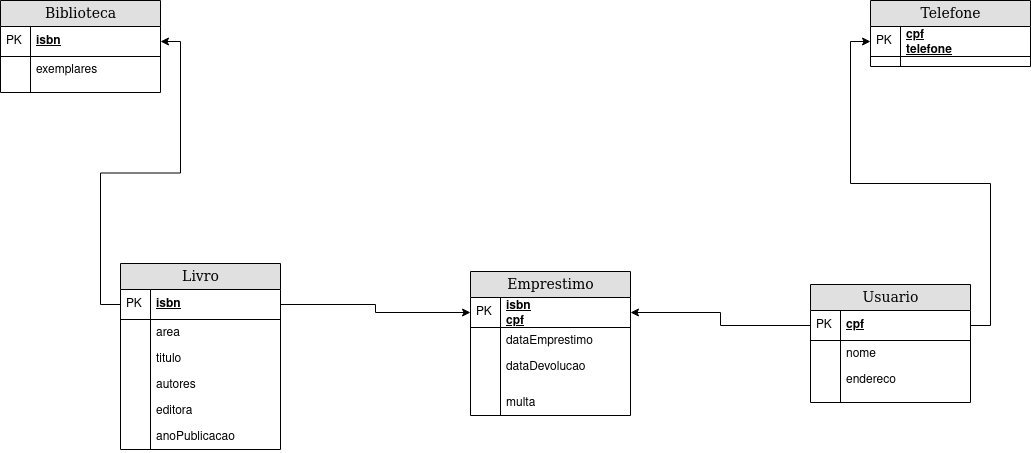 Biblioteca
PK isbn
exemplares
Telefone
PK cpf
telefone
Livro
PK isbn
area
titulo
autores
editora
anoPublicacao
Emprestimo
PK isbn
cpf
dataEmprestimo
dataDevolucao
multa
Usuario
PK cpf
nome
endereco